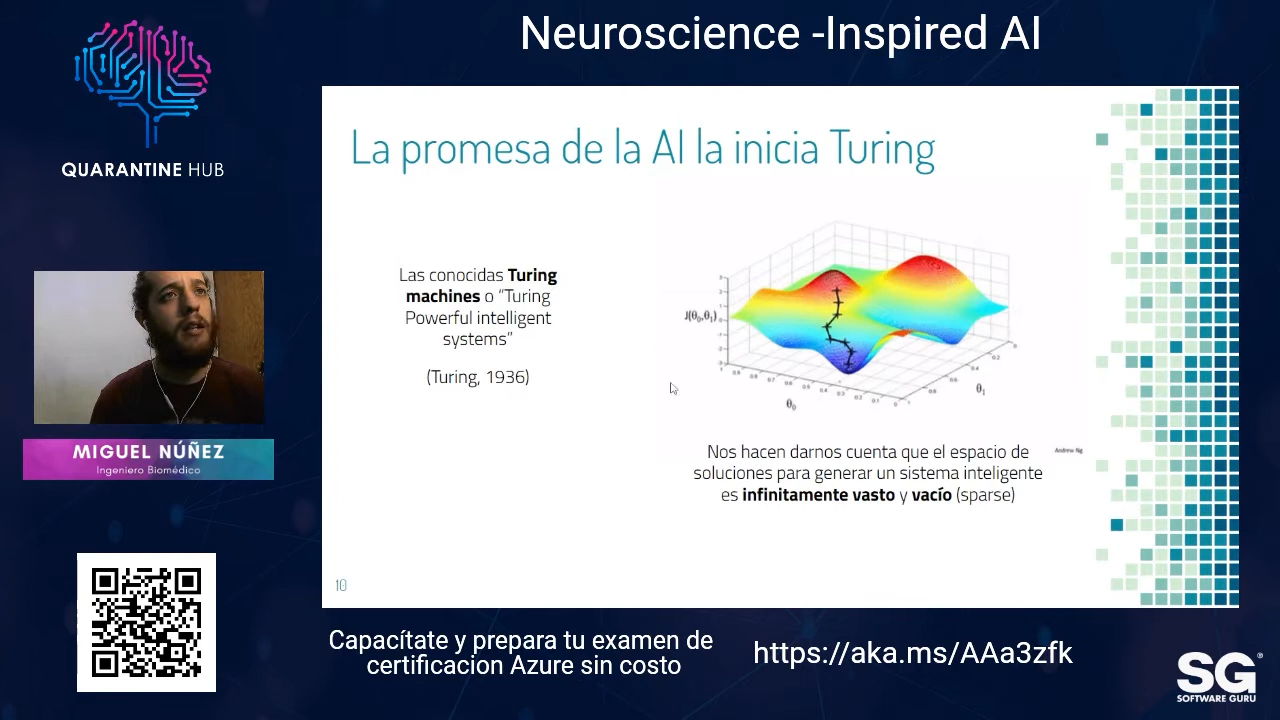 Neuroscience -Inspired AI
QUARANTINE HUB
La promesa de la AI la inicia Turing
Las conocidas Turing
machines o “Turing
Powerful intelligent
systems”
(Turing, 1936)
J(θ₀,θ₁)
θ₀
θ₁
Andrew Ng
Nos hacen darnos cuenta que el espacio de
soluciones para generar un sistema inteligente
es infinitamente vasto y vacío (sparse)
10
MIGUEL NÚÑEZ
Ingeniero Biomédico
Capacítate y prepara tu examen de
certificacion Azure sin costo
https://aka.ms/AAa3zfk
SG®
SOFTWARE GURU